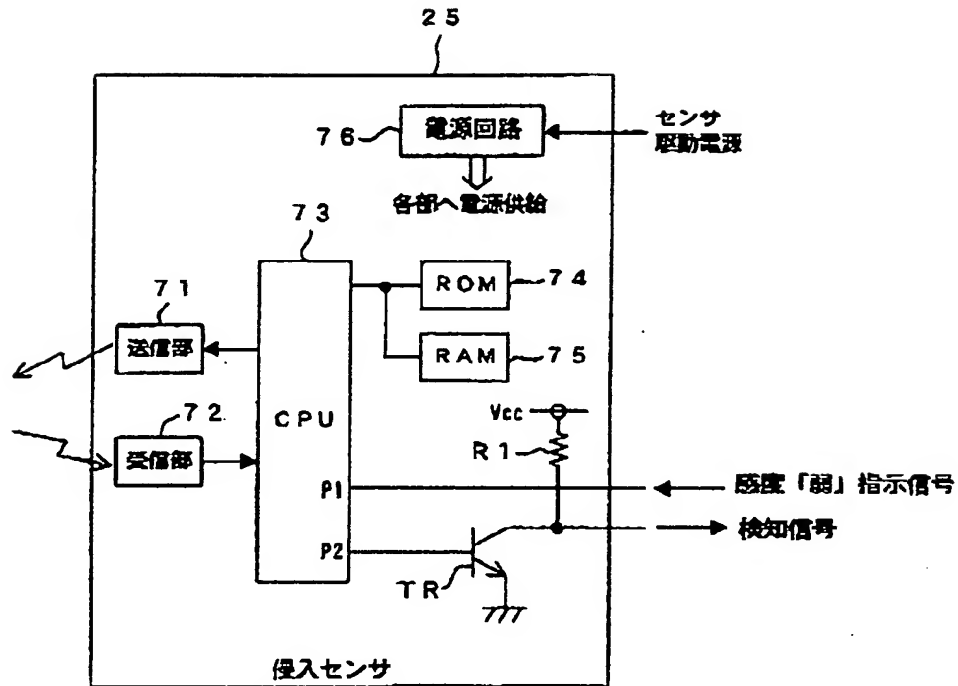 25
76
電源回路
センサ
駆動電源
各部へ電源供給
73
ROM
74
71
送信部
RAM
75
72
CPU
Vcc
受信部
R1
P1
感度「弱」指示信号
検知信号
P2
TR
侵入センサ